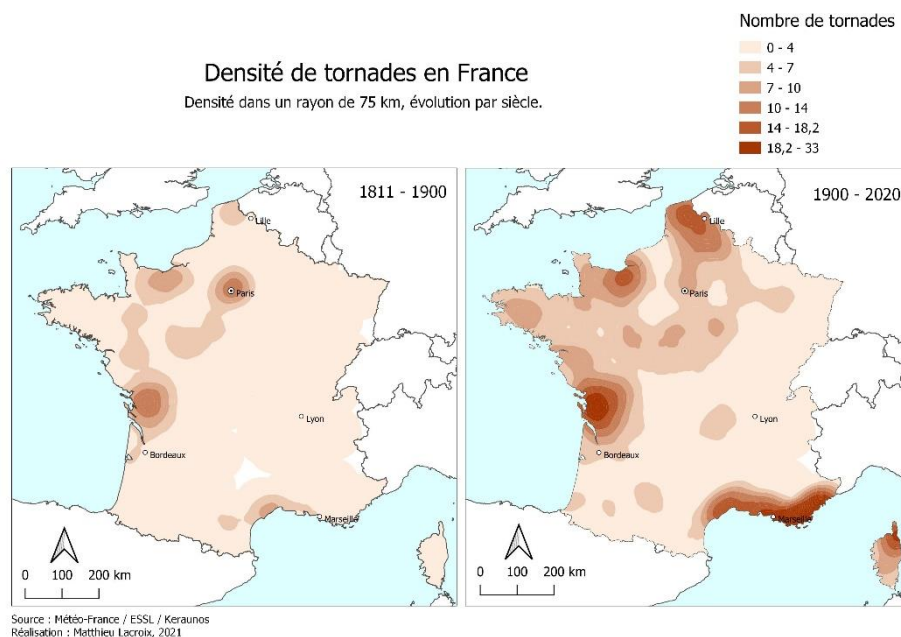 Nombre de tornades
0 - 4
4 - 7
7 - 10
10 - 14
14 - 18,2
18,2 - 33
Densité de tornades en France
Densité dans un rayon de 75 km, évolution par siècle.
1811 - 1900
Lille
Paris
Lyon
Bordeaux
Marseille
0 100 200 km
1900 - 2020
Lille
Paris
Lyon
Bordeaux
Marseille
0 100 200 km
Source : Météo-France / ESSL / Keraunos
Réalisation : Matthieu Lacroix, 2021